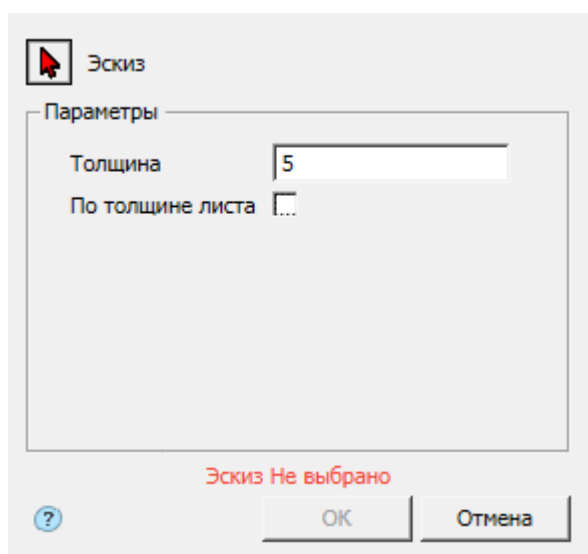 Эскиз
Параметры
Толщина 5
По толщине листа
Эскиз Не выбрано
? OK Отмена